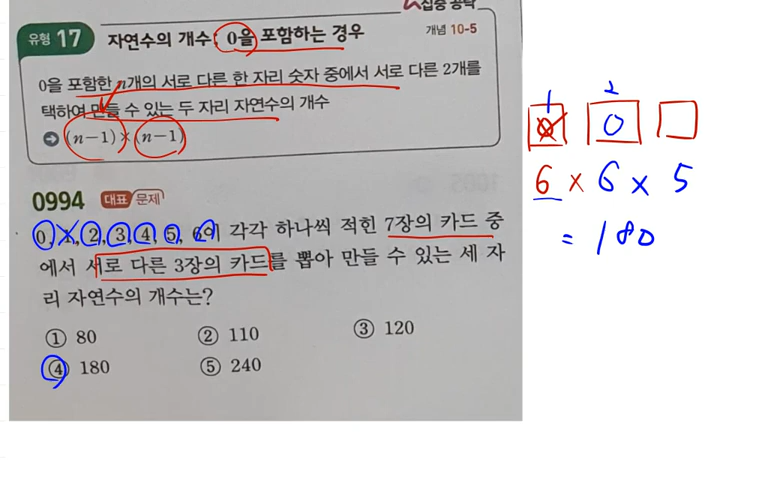 집중 공략
유형 17 자연수의 개수: 0을 포함하는 경우 개념 10-5
0을 포함한 n개의 서로 다른 한 자리 숫자 중에서 서로 다른 2개를
택하여 만들 수 있는 두 자리 자연수의 개수
➔ (n-1)×(n-1)
0994 대표 문제
0, 1, 2, 3, 4, 5, 6이 각각 하나씩 적힌 7장의 카드 중
에서 서로 다른 3장의 카드를 뽑아 만들 수 있는 세 자
리 자연수의 개수는?
① 80 ② 110 ③ 120
④ 180 ⑤ 240
1 2
0 0
6 × 6 × 5
= 180